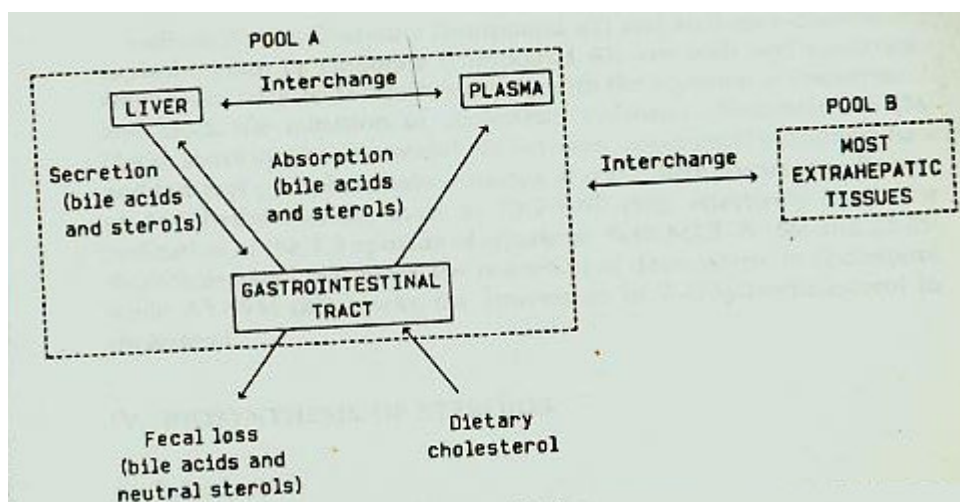 POOL A
Interchange
LIVER
PLASMA
POOL B
Interchange
MOST
EXTRAHEPATIC
TISSUES
Secretion
(bile acids
and sterols)
Absorption
(bile acids
and sterols)
GASTROINTESTINAL
TRACT
Fecal loss
(bile acids and
neutral sterols)
Dietary
cholesterol